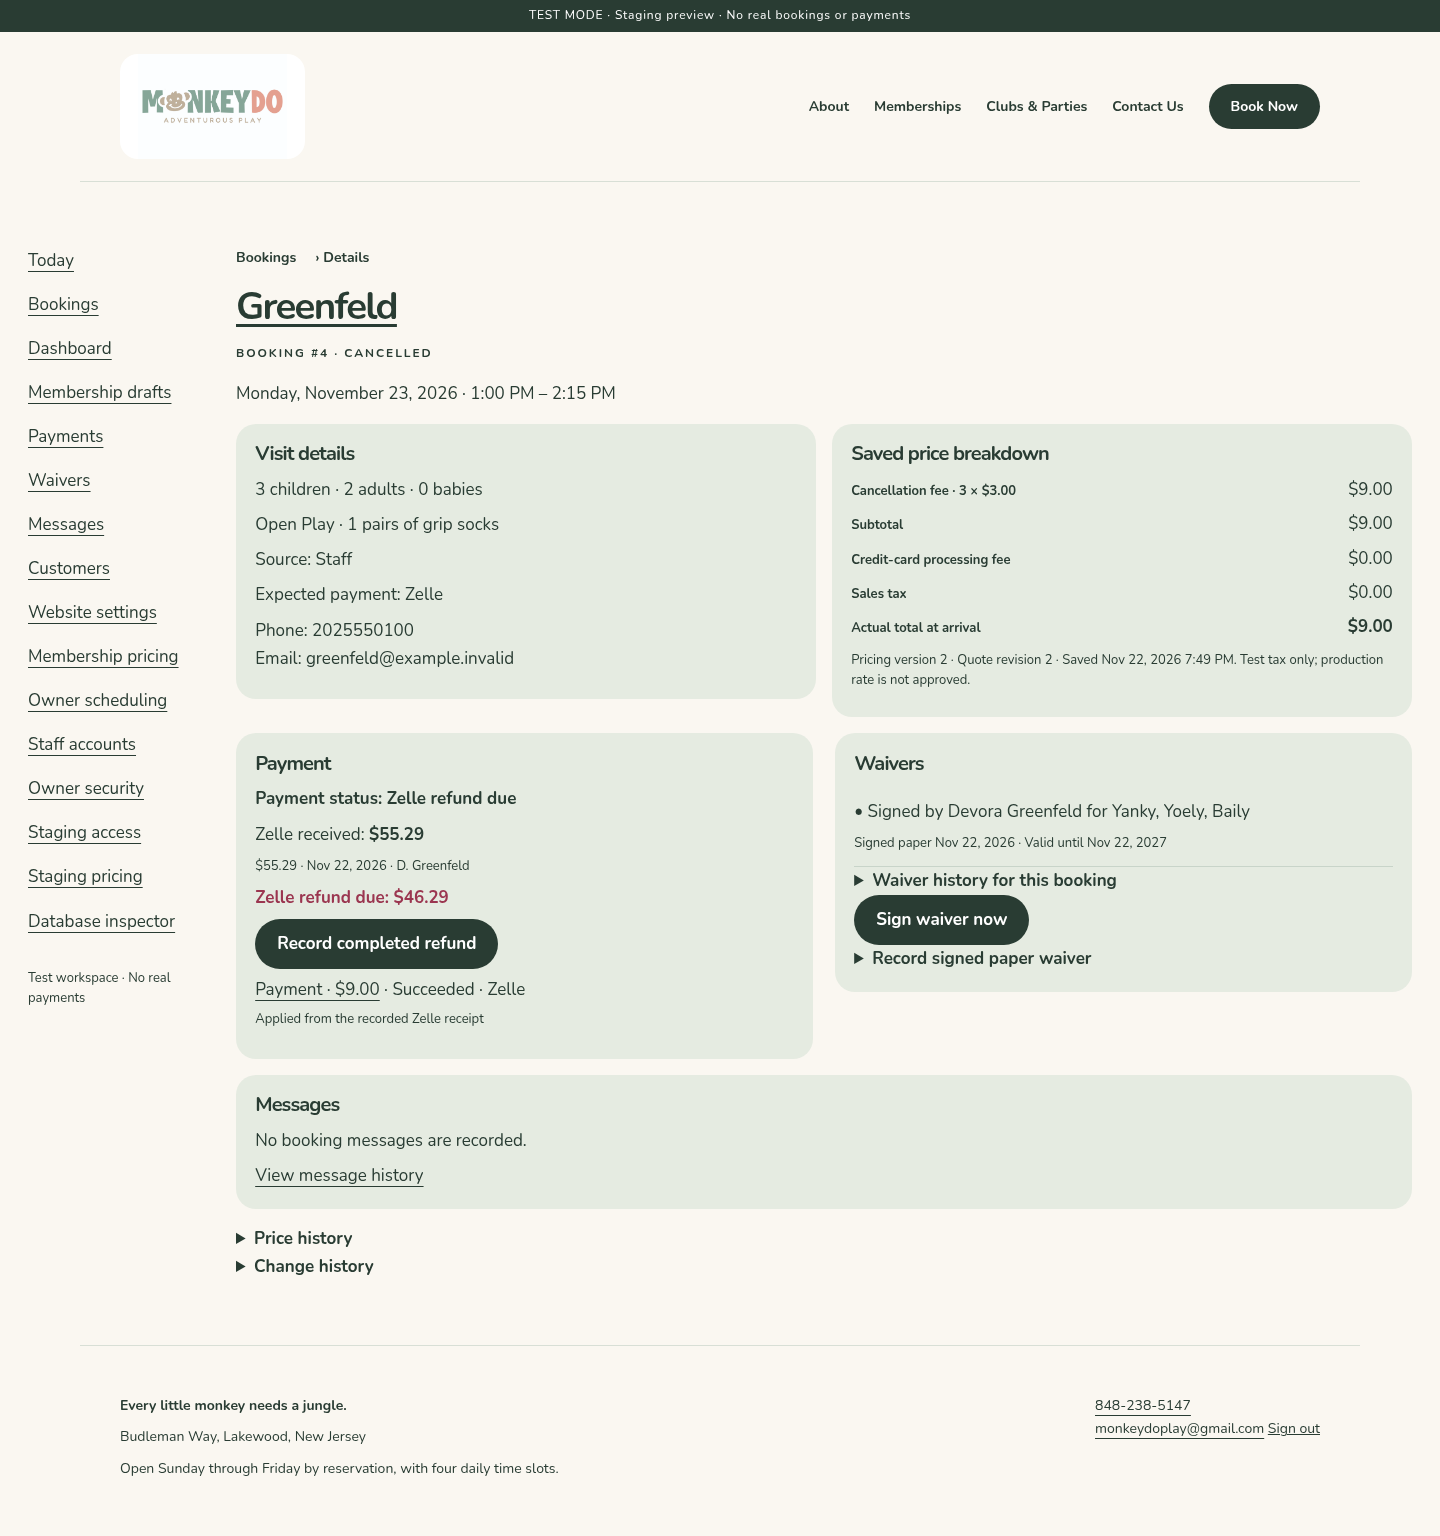 TEST MODE · Staging preview · No real bookings or payments
MONKEYDO
ADVENTUROUS PLAY
About Memberships Clubs & Parties Contact Us Book Now
Today
Bookings
Dashboard
Membership drafts
Payments
Waivers
Messages
Customers
Website settings
Membership pricing
Owner scheduling
Staff accounts
Owner security
Staging access
Staging pricing
Database inspector
Test workspace · No real
payments
Bookings › Details
Greenfeld
BOOKING #4 · CANCELLED
Monday, November 23, 2026 · 1:00 PM – 2:15 PM
Visit details
3 children · 2 adults · 0 babies
Open Play · 1 pairs of grip socks
Source: Staff
Expected payment: Zelle
Phone: 2025550100
Email: greenfeld@example.invalid
Saved price breakdown
Cancellation fee · 3 × $3.00 $9.00
Subtotal $9.00
Credit-card processing fee $0.00
Sales tax $0.00
Actual total at arrival $9.00
Pricing version 2 · Quote revision 2 · Saved Nov 22, 2026 7:49 PM. Test tax only; production
rate is not approved.
Payment
Payment status: Zelle refund due
Zelle received: $55.29
$55.29 · Nov 22, 2026 · D. Greenfeld
Zelle refund due: $46.29
Record completed refund
Payment · $9.00 · Succeeded · Zelle
Applied from the recorded Zelle receipt
Waivers
• Signed by Devora Greenfeld for Yanky, Yoely, Baily
Signed paper Nov 22, 2026 · Valid until Nov 22, 2027
▶ Waiver history for this booking
Sign waiver now
▶ Record signed paper waiver
Messages
No booking messages are recorded.
View message history
▶ Price history
▶ Change history
Every little monkey needs a jungle.
Budleman Way, Lakewood, New Jersey
Open Sunday through Friday by reservation, with four daily time slots.
848-238-5147
monkeydoplay@gmail.com Sign out